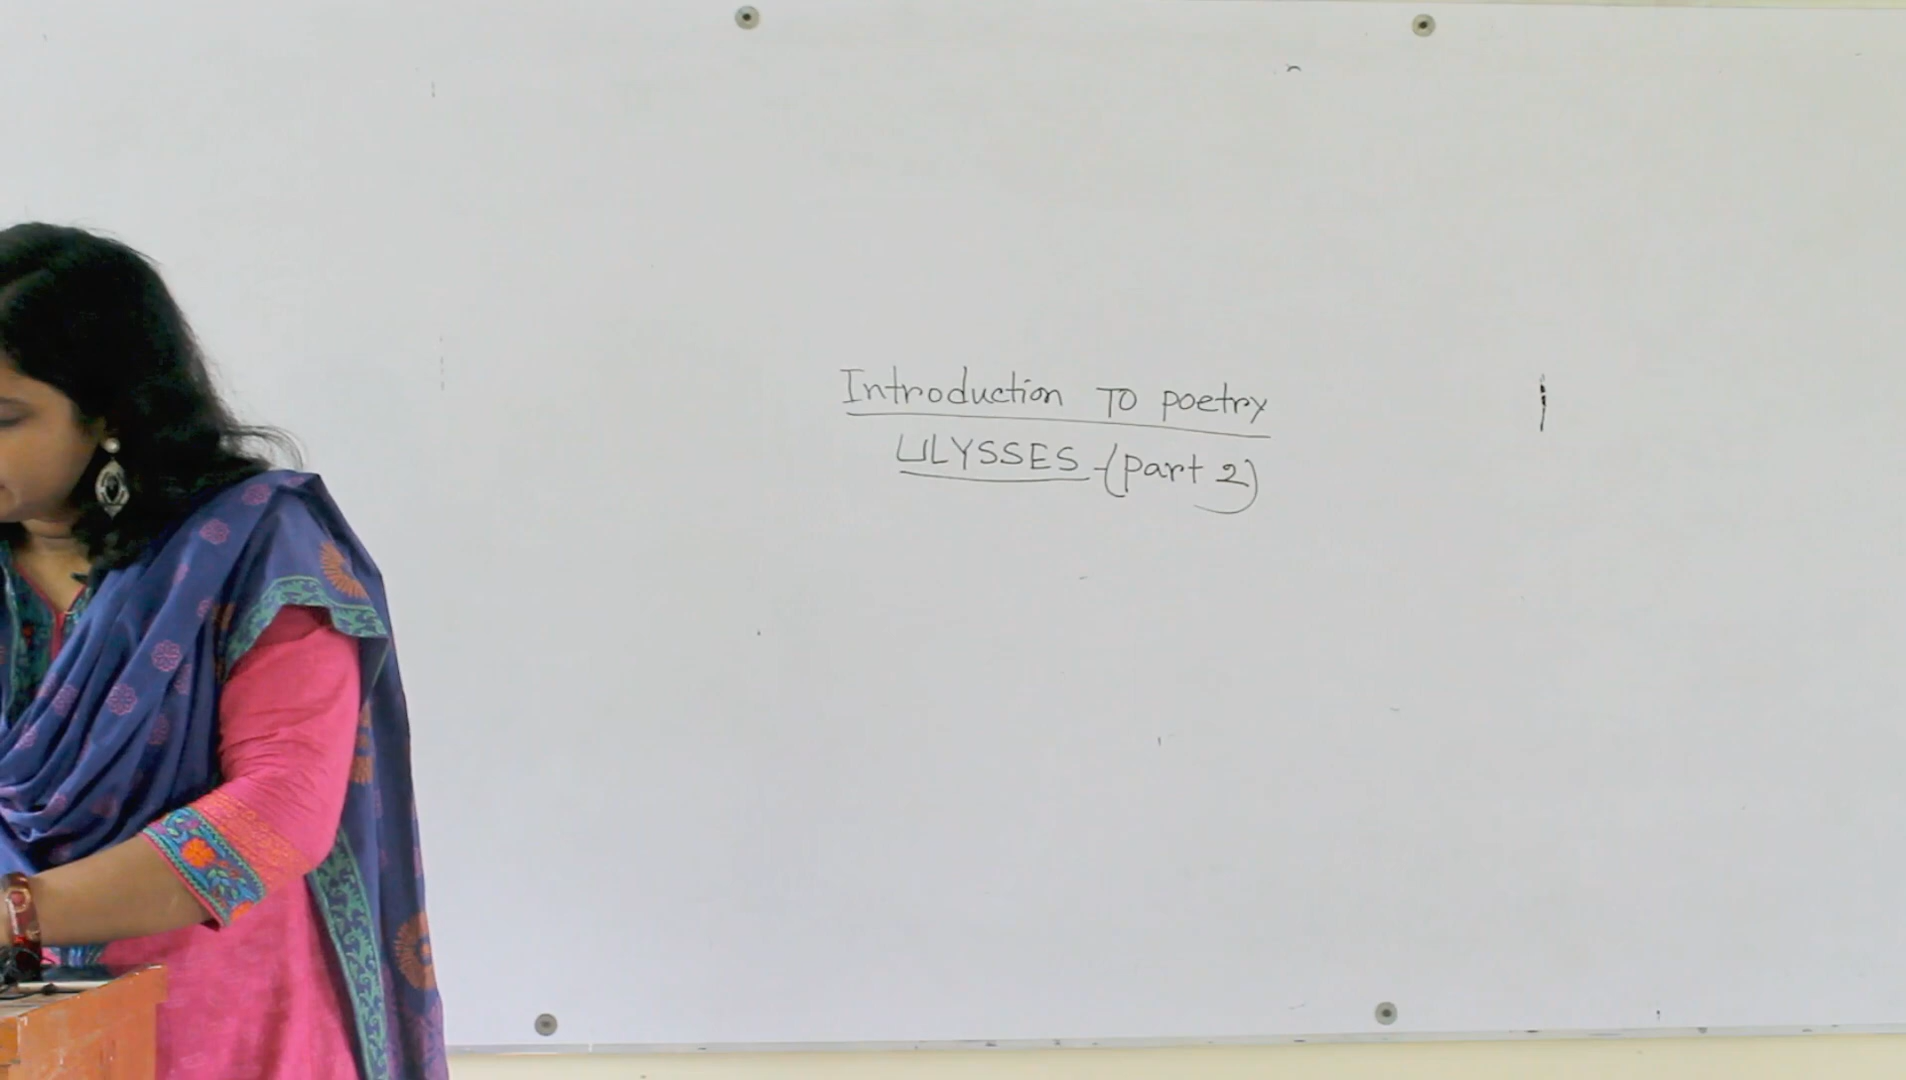 Introduction TO poetry
ULYSSES -(part 2)